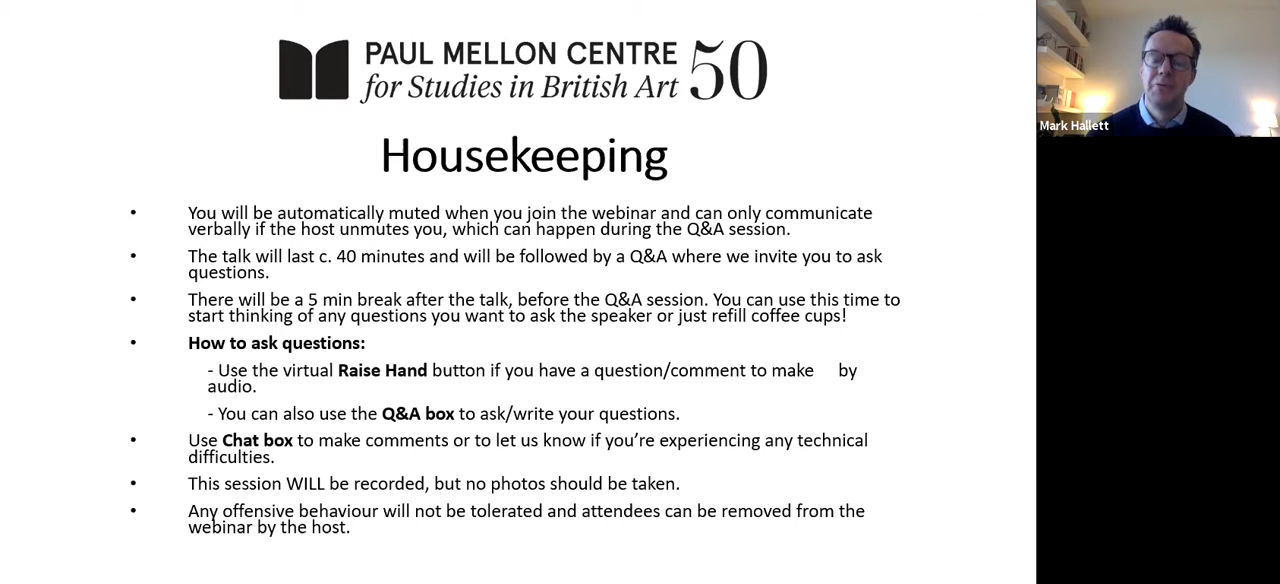 PAUL MELLON CENTRE
for Studies in British Art 50
Mark Hallett
Housekeeping
• You will be automatically muted when you join the webinar and can only communicate
verbally if the host unmutes you, which can happen during the Q&A session.
• The talk will last c. 40 minutes and will be followed by a Q&A where we invite you to ask
questions.
• There will be a 5 min break after the talk, before the Q&A session. You can use this time to
start thinking of any questions you want to ask the speaker or just refill coffee cups!
• How to ask questions:
- Use the virtual Raise Hand button if you have a question/comment to make by
audio.
- You can also use the Q&A box to ask/write your questions.
• Use Chat box to make comments or to let us know if you’re experiencing any technical
difficulties.
• This session WILL be recorded, but no photos should be taken.
• Any offensive behaviour will not be tolerated and attendees can be removed from the
webinar by the host.